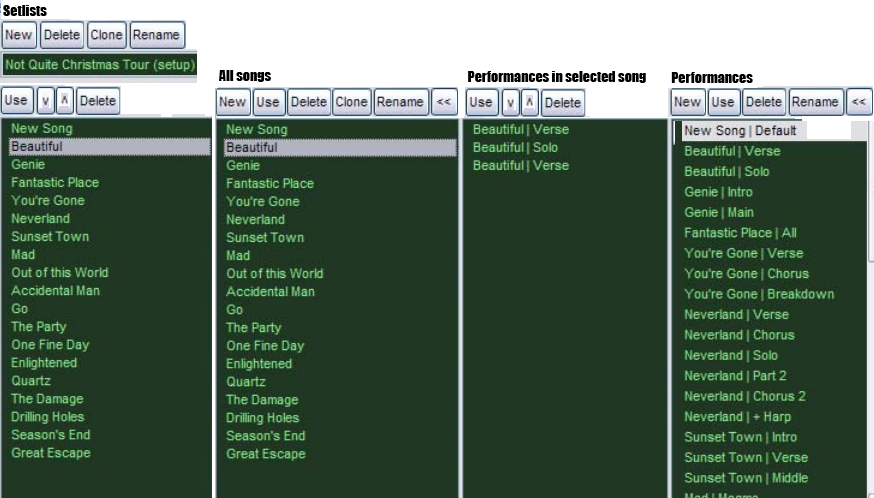 Setlists
New Delete Clone Rename
Not Quite Christmas Tour (setup)
Use v ^ Delete
New Song
Beautiful
Genie
Fantastic Place
You're Gone
Neverland
Sunset Town
Mad
Out of this World
Accidental Man
Go
The Party
One Fine Day
Enlightened
Quartz
The Damage
Drilling Holes
Season's End
Great Escape
All songs
New Use Delete Clone Rename <<
New Song
Beautiful
Genie
Fantastic Place
You're Gone
Neverland
Sunset Town
Mad
Out of this World
Accidental Man
Go
The Party
One Fine Day
Enlightened
Quartz
The Damage
Drilling Holes
Season's End
Great Escape
Performances in selected song
Use v ^ Delete
Beautiful | Verse
Beautiful | Solo
Beautiful | Verse
Performances
New Use Delete Rename <<
New Song | Default
Beautiful | Verse
Beautiful | Solo
Genie | Intro
Genie | Main
Fantastic Place | All
You're Gone | Verse
You're Gone | Chorus
You're Gone | Breakdown
Neverland | Verse
Neverland | Chorus
Neverland | Solo
Neverland | Part 2
Neverland | Chorus 2
Neverland | + Harp
Sunset Town | Intro
Sunset Town | Verse
Sunset Town | Middle